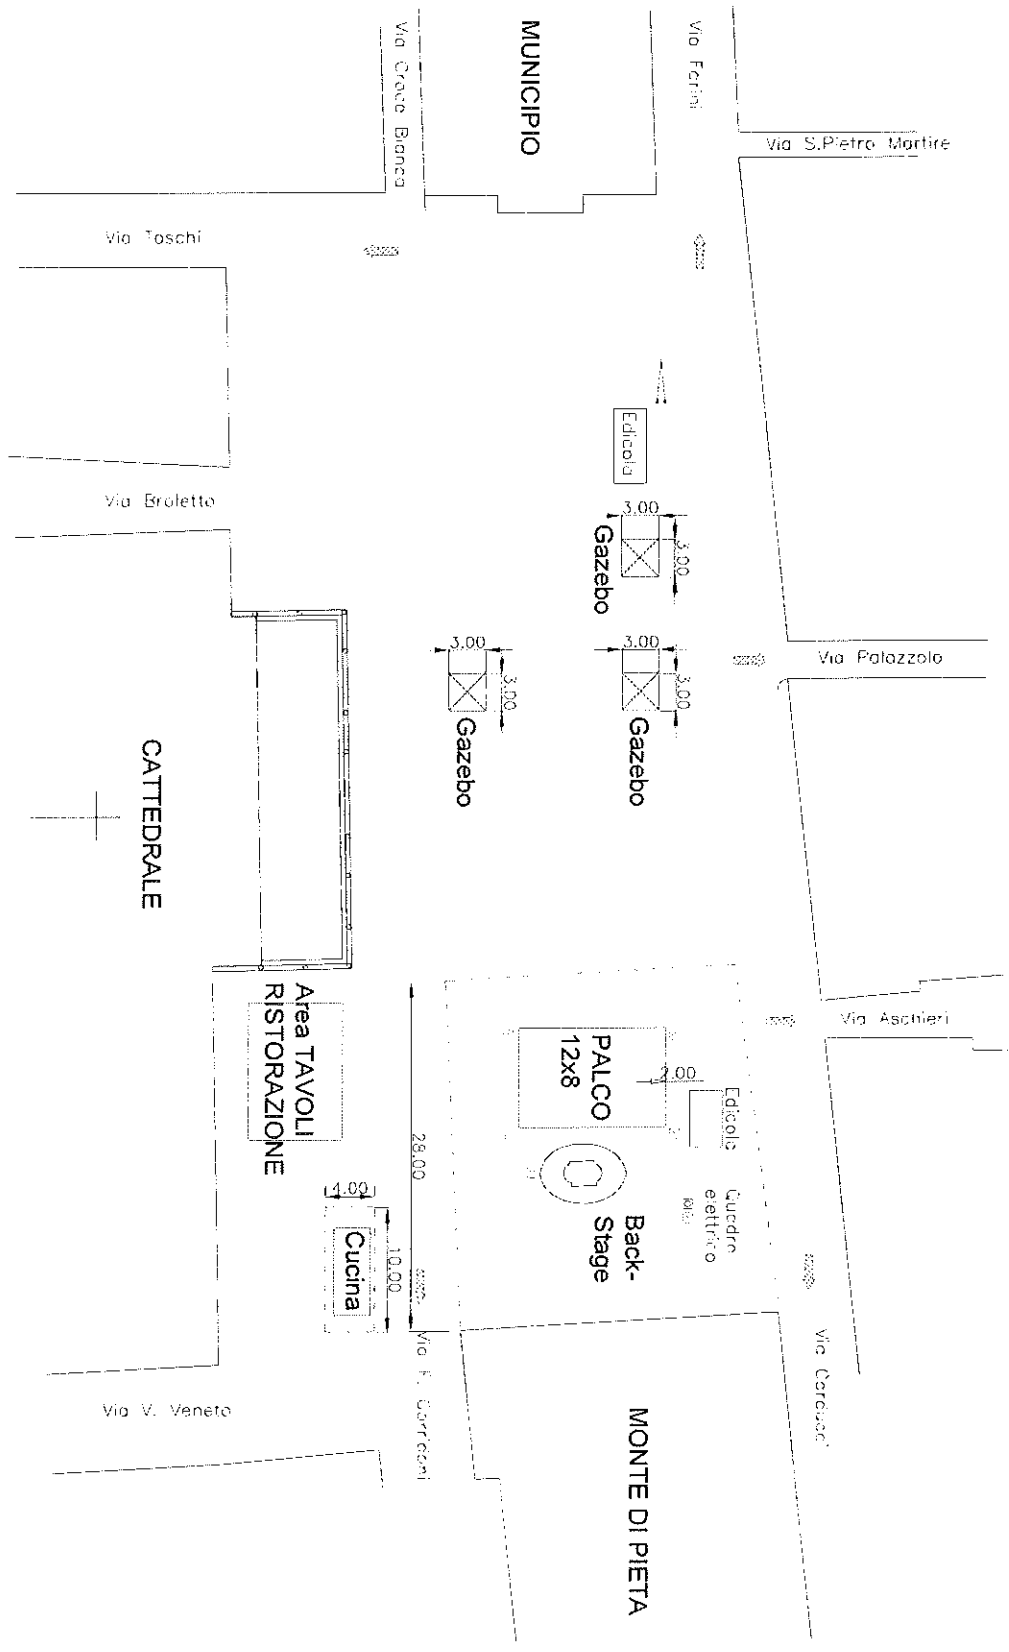 Via Croce Bianca
MUNICIPIO
Via Farini
Via S.Pietro Martire
Via Toschi
Edicola
Via Broletto
3.00
3.00
Gazebo
3.00
3.00
Gazebo
3.00
3.00
Gazebo
Via Palazzolo
CATTEDRALE
Area TAVOLI
RISTORAZIONE
PALCO
12x8
2.00
Edicola
Via Aschieri
28.00
Quadro
elettrico
Back-
Stage
4.00
10.00
Cucina
Via F. Corridoni
Via Carducci
Via V. Veneto
MONTE DI PIETA